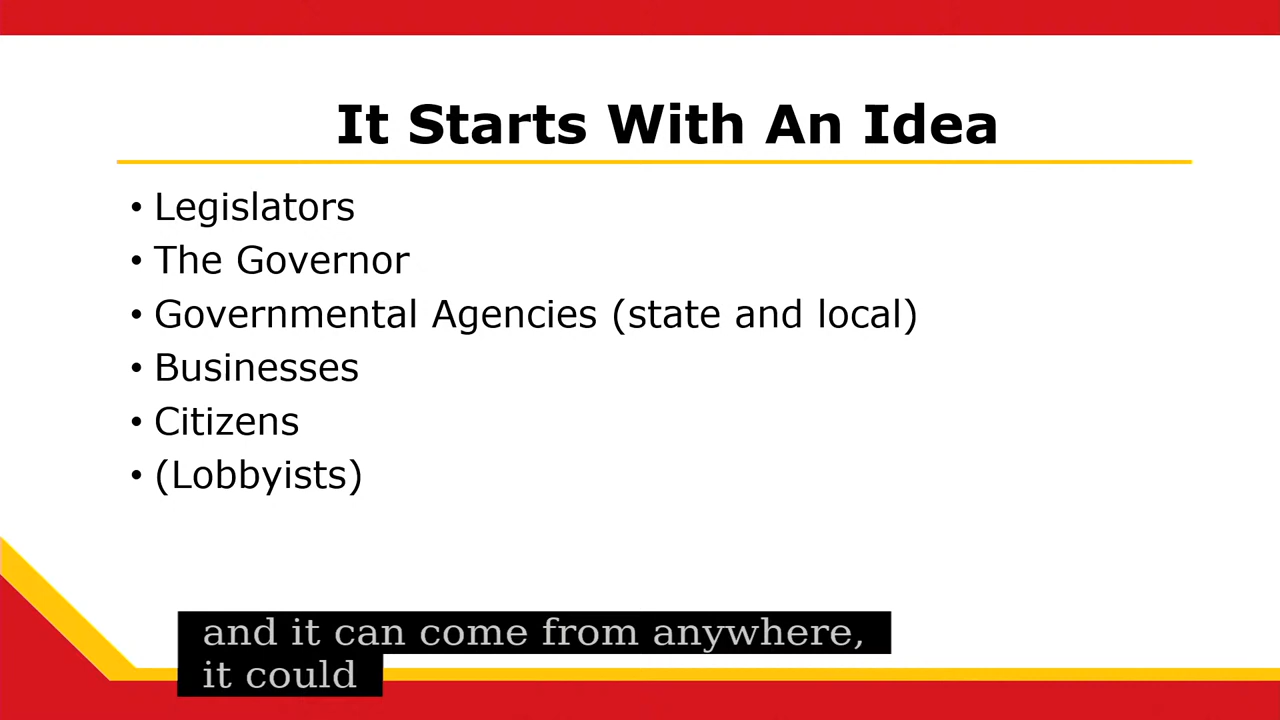 It Starts With An Idea
• Legislators
• The Governor
• Governmental Agencies (state and local)
• Businesses
• Citizens
• (Lobbyists)
and it can come from anywhere,
it could